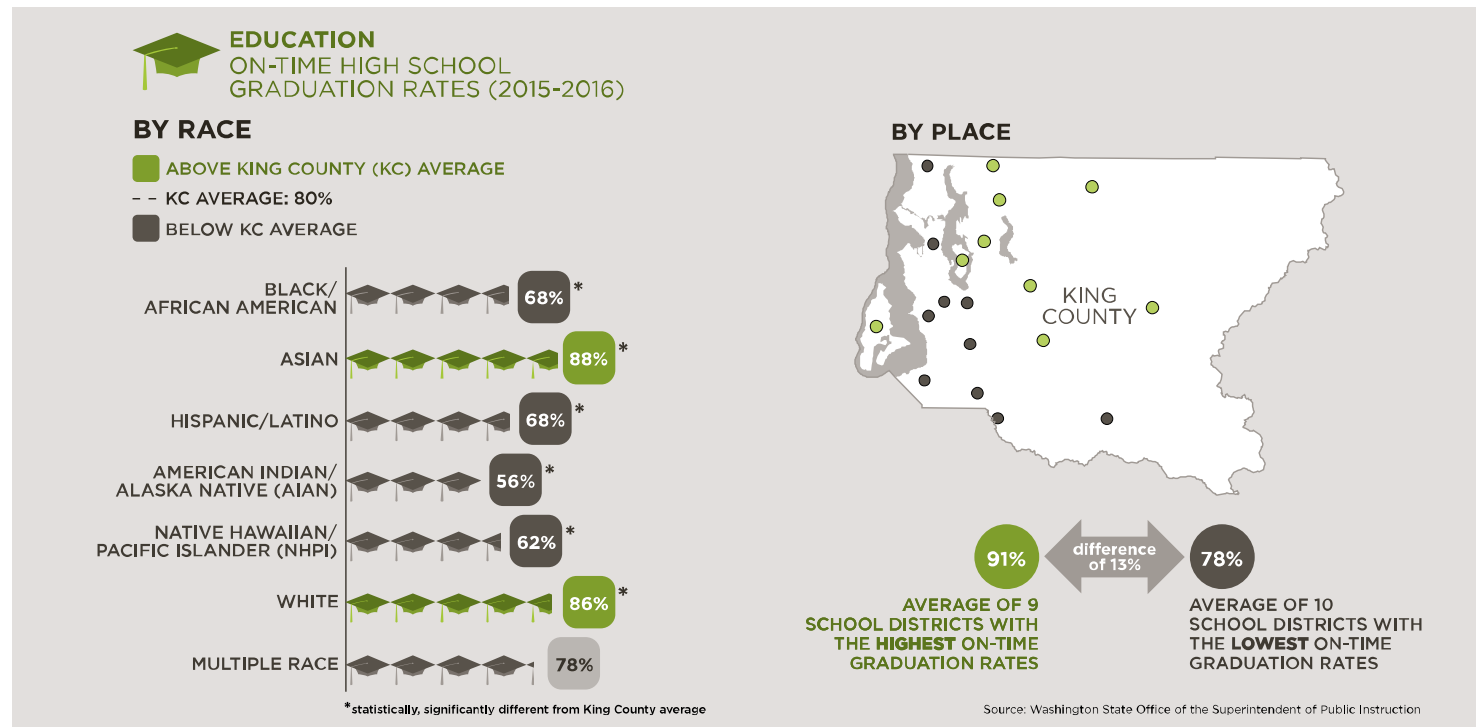 EDUCATION
ON-TIME HIGH SCHOOL
GRADUATION RATES (2015-2016)
BY RACE
ABOVE KING COUNTY (KC) AVERAGE
- - KC AVERAGE: 80%
BELOW KC AVERAGE
BLACK/
AFRICAN AMERICAN
68%*
ASIAN
88%*
HISPANIC/LATINO
68%*
AMERICAN INDIAN/
ALASKA NATIVE (AIAN)
56%*
NATIVE HAWAIIAN/
PACIFIC ISLANDER (NHPI)
62%*
WHITE
86%*
MULTIPLE RACE
78%
*statistically, significantly different from King County average
BY PLACE
KING
COUNTY
91%
difference
of 13%
78%
AVERAGE OF 9
SCHOOL DISTRICTS WITH
THE HIGHEST ON-TIME
GRADUATION RATES
AVERAGE OF 10
SCHOOL DISTRICTS WITH
THE LOWEST ON-TIME
GRADUATION RATES
Source: Washington State Office of the Superintendent of Public Instruction